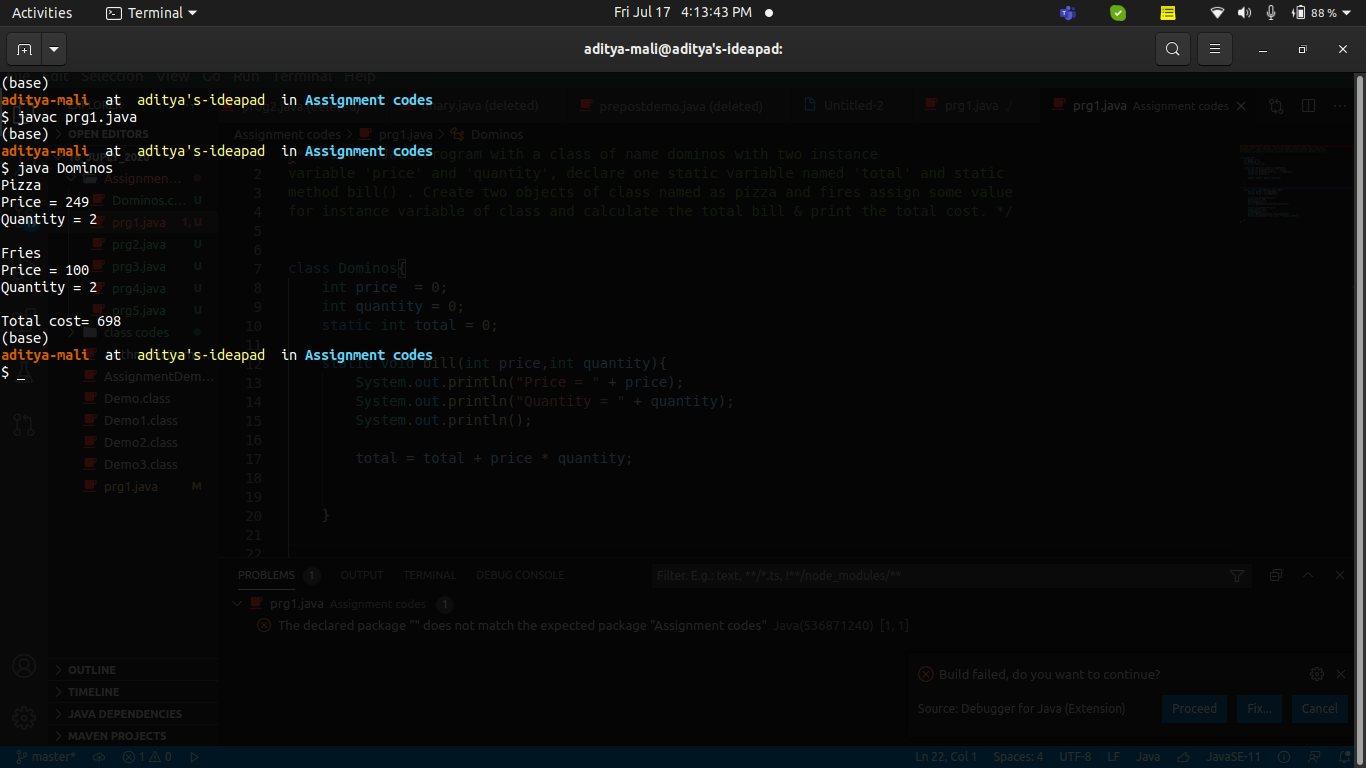 Activities
Terminal
Fri Jul 17 4:13:43 PM
88 %
aditya-mali@aditya's-ideapad:
Edit Selection View Go Run Terminal Help
(base)
aditya-mali at aditya's-ideapad in Assignment codes
$ javac prg1.java
(base)
aditya-mali at aditya's-ideapad in Assignment codes
$ java Dominos
Pizza
Price = 249
Quantity = 2
Fries
Price = 100
Quantity = 2
Total cost= 698
(base)
aditya-mali at aditya's-ideapad in Assignment codes
$ _
prepostdemo.java (deleted)
Untitled-2
prg1.java ./
prg1.java Assignment codes
Assignment codes > prg1.java > Dominos
OPEN EDITORS
Assignmen...
Dominos.c... U
prg1.java 1, U
prg2.java U
prg3.java U
prg4.java U
prg5.java U
class codes
AssignmentDem...
Demo.class
Demo1.class
Demo2.class
Demo3.class
prg1.java M
OUTLINE
TIMELINE
JAVA DEPENDENCIES
MAVEN PROJECTS
program with a class of name dominos with two instance
2 variable 'price' and 'quantity', declare one static variable named 'total' and static
3 method bill() . Create two objects of class named as pizza and fires assign some value
4 for instance variable of class and calculate the total bill & print the total cost. */
5
6
7 class Dominos{
8 int price  = 0;
9 int quantity = 0;
10 static int total = 0;
11
12 static void bill(int price,int quantity){
13 System.out.println("Price = " + price);
14 System.out.println("Quantity = " + quantity);
15 System.out.println();
16
17 total = total + price * quantity;
18
19
20 }
21
22
PROBLEMS 1 OUTPUT TERMINAL DEBUG CONSOLE
Filter. E.g.: text, **/*.ts, !**/node_modules/**
prg1.java Assignment codes 1
The declared package "" does not match the expected package "Assignment codes" Java(536871240) [1, 1]
Build failed, do you want to continue?
Source: Debugger for Java (Extension)
Proceed
Fix...
Cancel
master*
1 0
Ln 22, Col 1
Spaces: 4
UTF-8
LF
Java
JavaSE-11